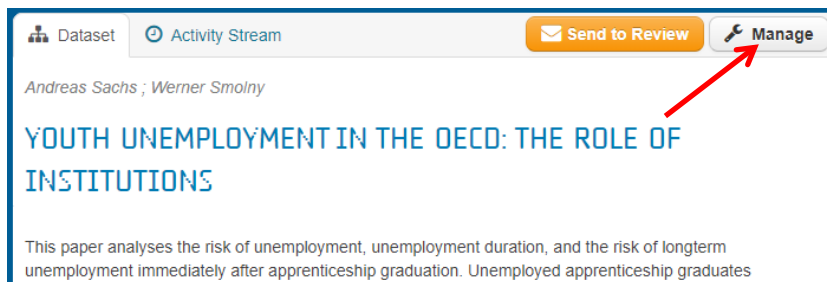 Dataset Activity Stream Send to Review Manage
Andreas Sachs ; Werner Smolny
YOUTH UNEMPLOYMENT IN THE OECD: THE ROLE OF
INSTITUTIONS
This paper analyses the risk of unemployment, unemployment duration, and the risk of longterm
unemployment immediately after apprenticeship graduation. Unemployed apprenticeship graduates